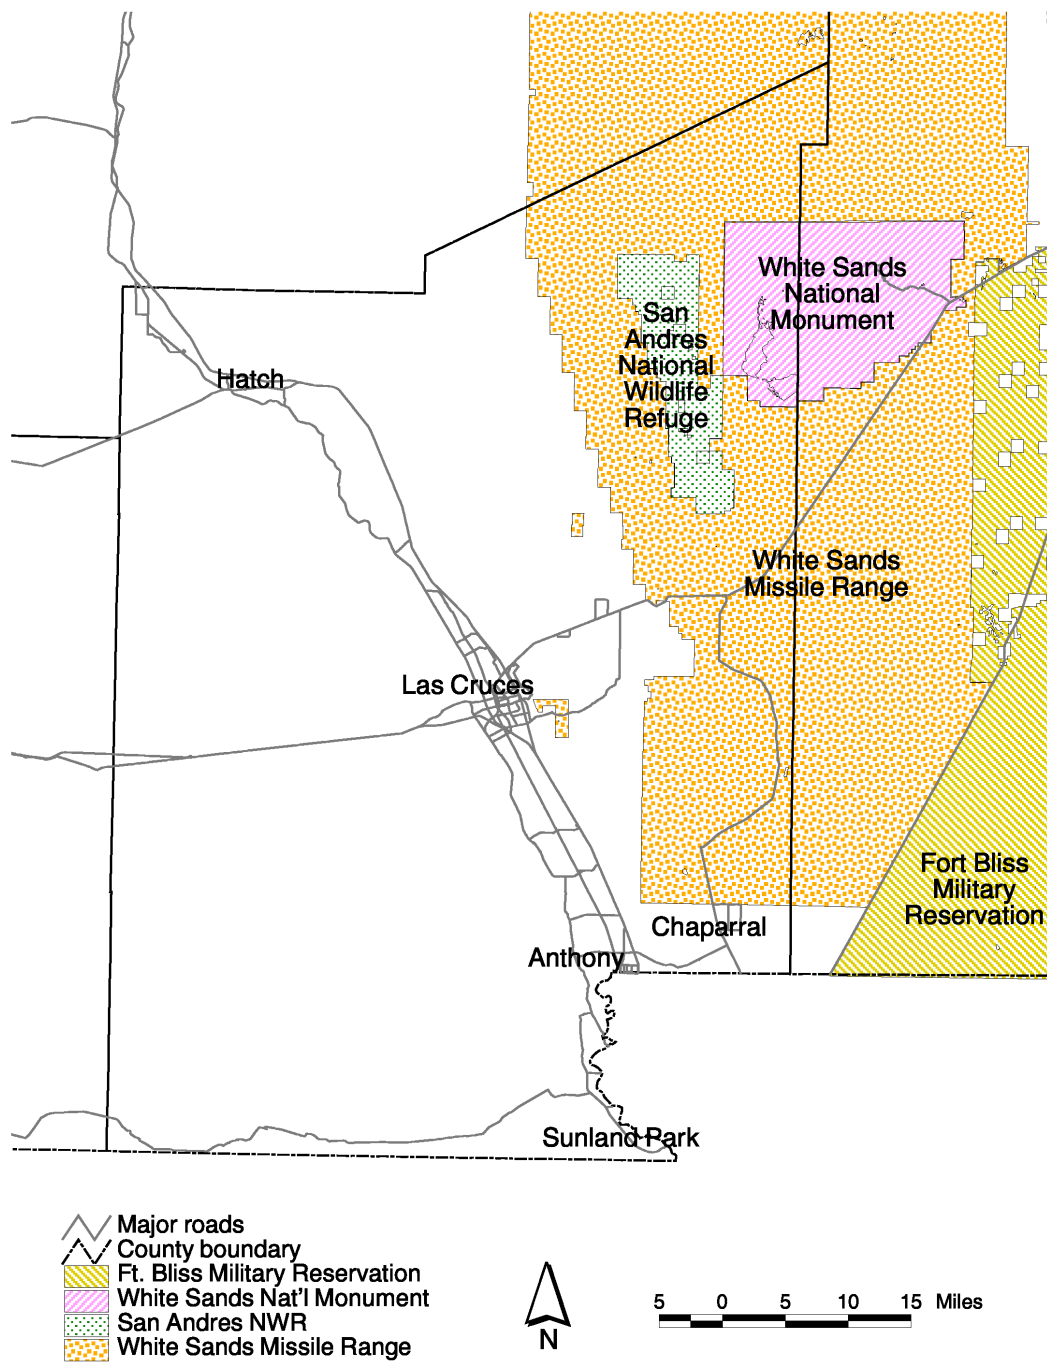 White Sands
National
Monument
San
Andres
National
Wildlife
Refuge
Hatch
White Sands
Missile Range
Las Cruces
Fort Bliss
Military
Reservation
Chaparral
Anthony
Sunland Park
Major roads
County boundary
Ft. Bliss Military Reservation
White Sands Nat'l Monument
San Andres NWR
White Sands Missile Range
N
5 0 5 10 15 Miles